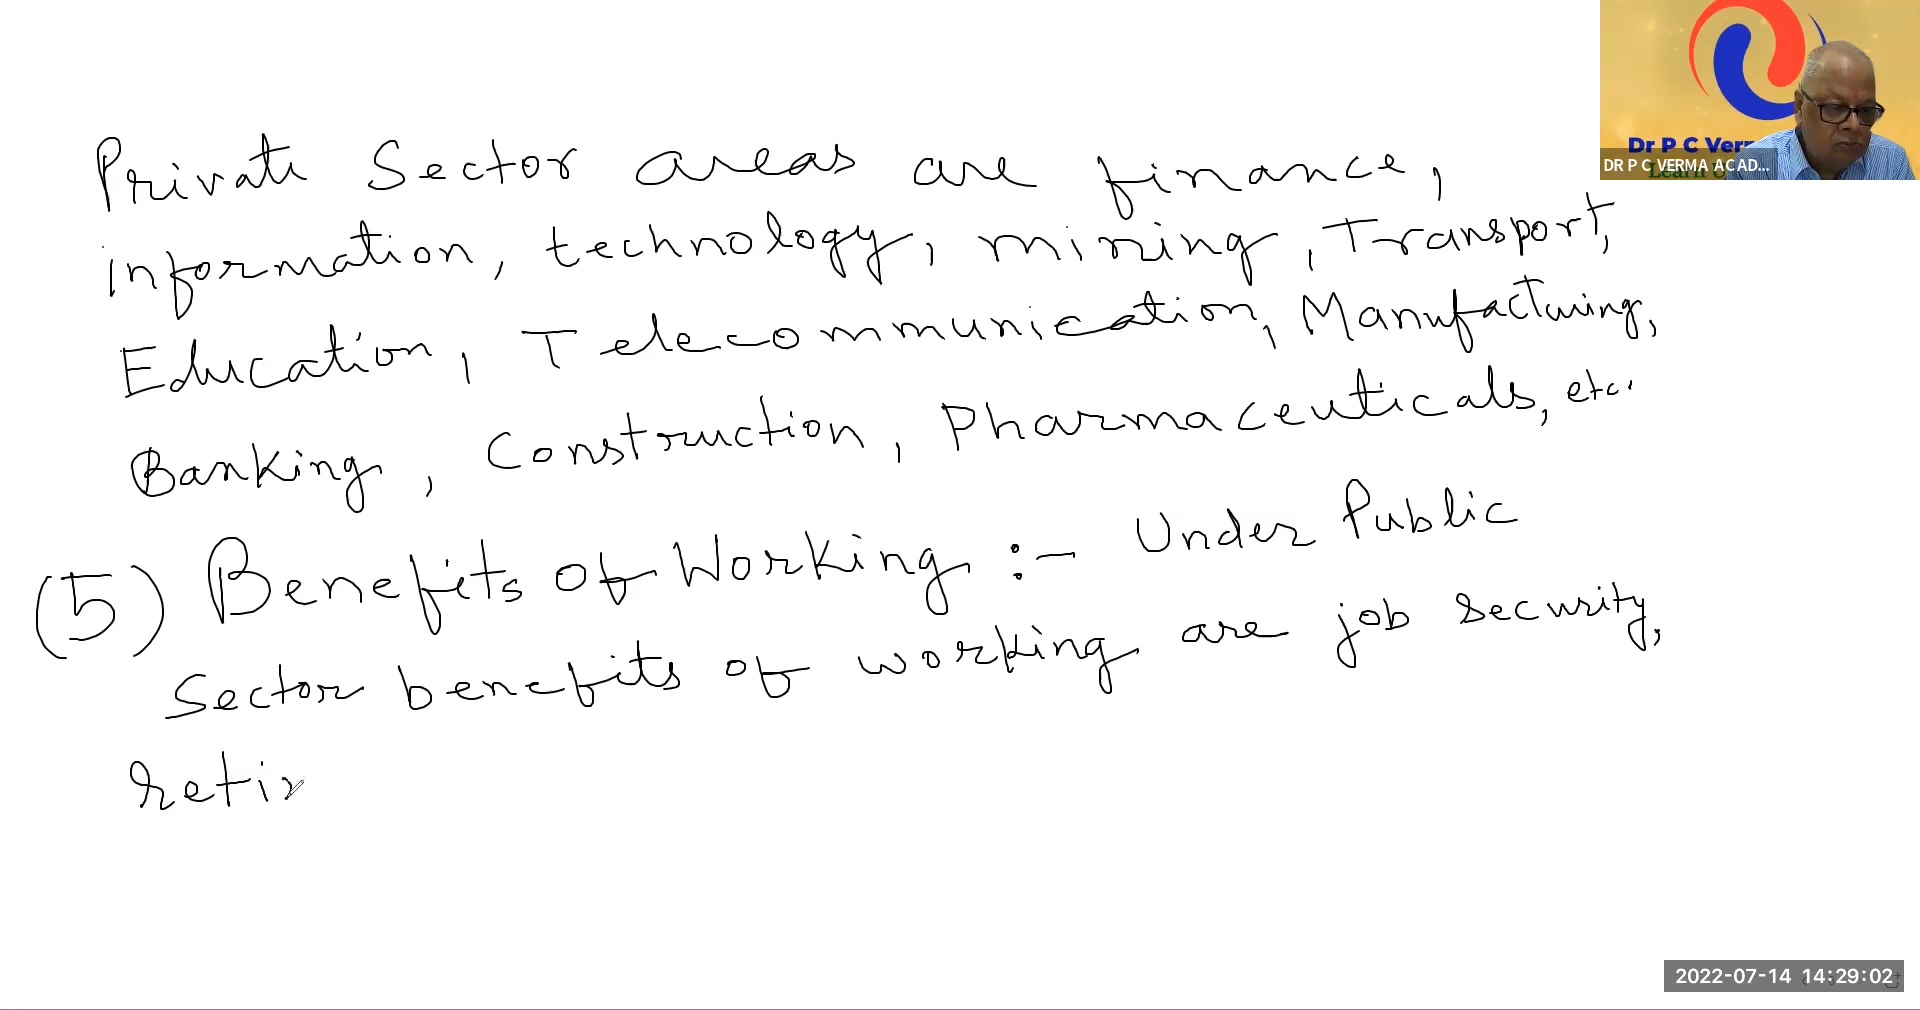 Dr P C Verm
DR P C VERMA ACAD...
Private Sector areas are finance,
information, technology, mining, Transport,
Education, Telecommunication, Manufacturing,
Banking, Construction, Pharmaceuticals, etc.
(5) Benefits of Working :- Under Public
Sector benefits of working are job security,
retir
2022-07-14 14:29:02